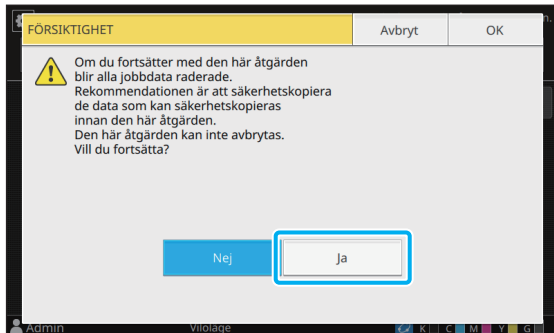 FÖRSIKTIGHET
Avbryt
OK
Om du fortsätter med den här åtgärden
blir alla jobbdata raderade.
Rekommendationen är att säkerhetskopiera
de data som kan säkerhetskopieras
innan den här åtgärden.
Den här åtgärden kan inte avbrytas.
Vill du fortsätta?
Nej
Ja
Admin
Viloläge
K C M Y G